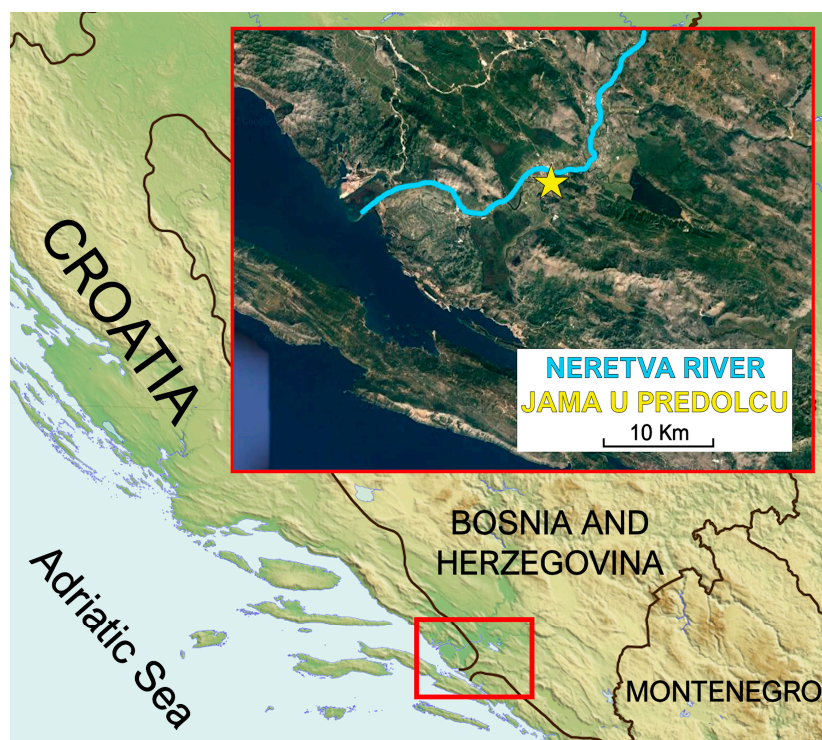 NERETVA RIVER
JAMA U PREDOLCU
10 Km
CROATIA
BOSNIA AND
HERZEGOVINA
Adriatic Sea
MONTENEGRO